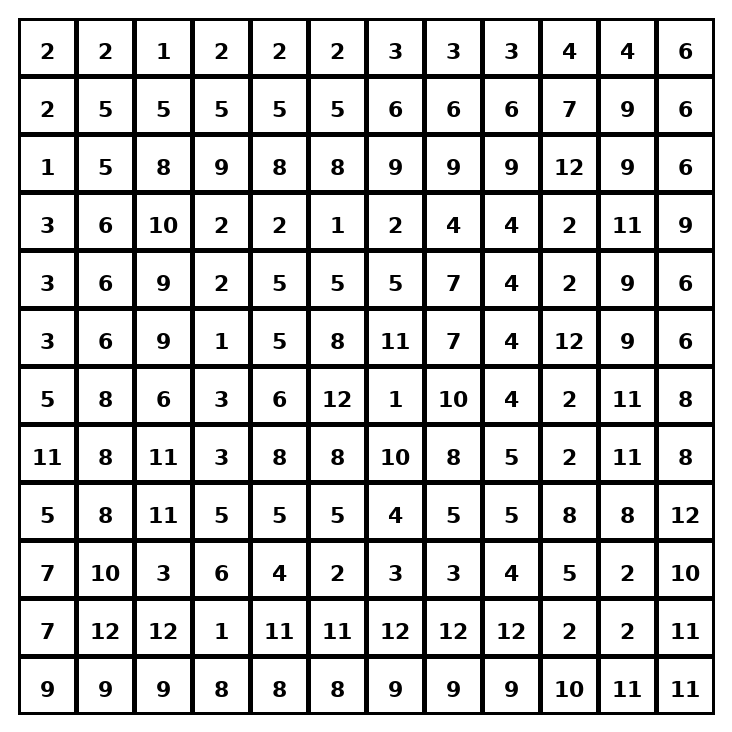 2 2 1 2 2 2 3 3 3 4 4 6
2 5 5 5 5 5 6 6 6 7 9 6
1 5 8 9 8 8 9 9 9 12 9 6
3 6 10 2 2 1 2 4 4 2 11 9
3 6 9 2 5 5 5 7 4 2 9 6
3 6 9 1 5 8 11 7 4 12 9 6
5 8 6 3 6 12 1 10 4 2 11 8
11 8 11 3 8 8 10 8 5 2 11 8
5 8 11 5 5 5 4 5 5 8 8 12
7 10 3 6 4 2 3 3 4 5 2 10
7 12 12 1 11 11 12 12 12 2 2 11
9 9 9 8 8 8 9 9 9 10 11 11